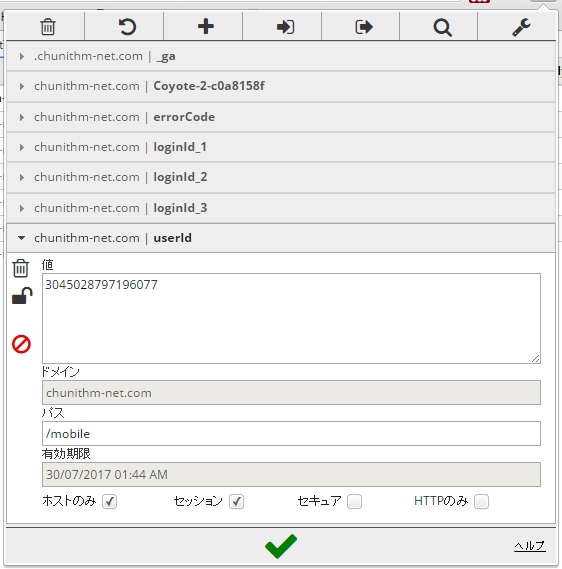 .chunithm-net.com | _ga
chunithm-net.com | Coyote-2-c0a8158f
chunithm-net.com | errorCode
chunithm-net.com | loginId_1
chunithm-net.com | loginId_2
chunithm-net.com | loginId_3
chunithm-net.com | userId
値
3045028797196077
ドメイン
chunithm-net.com
パス
/mobile
有効期限
30/07/2017 01:44 AM
ホストのみ セッション セキュア HTTPのみ
ヘルプ